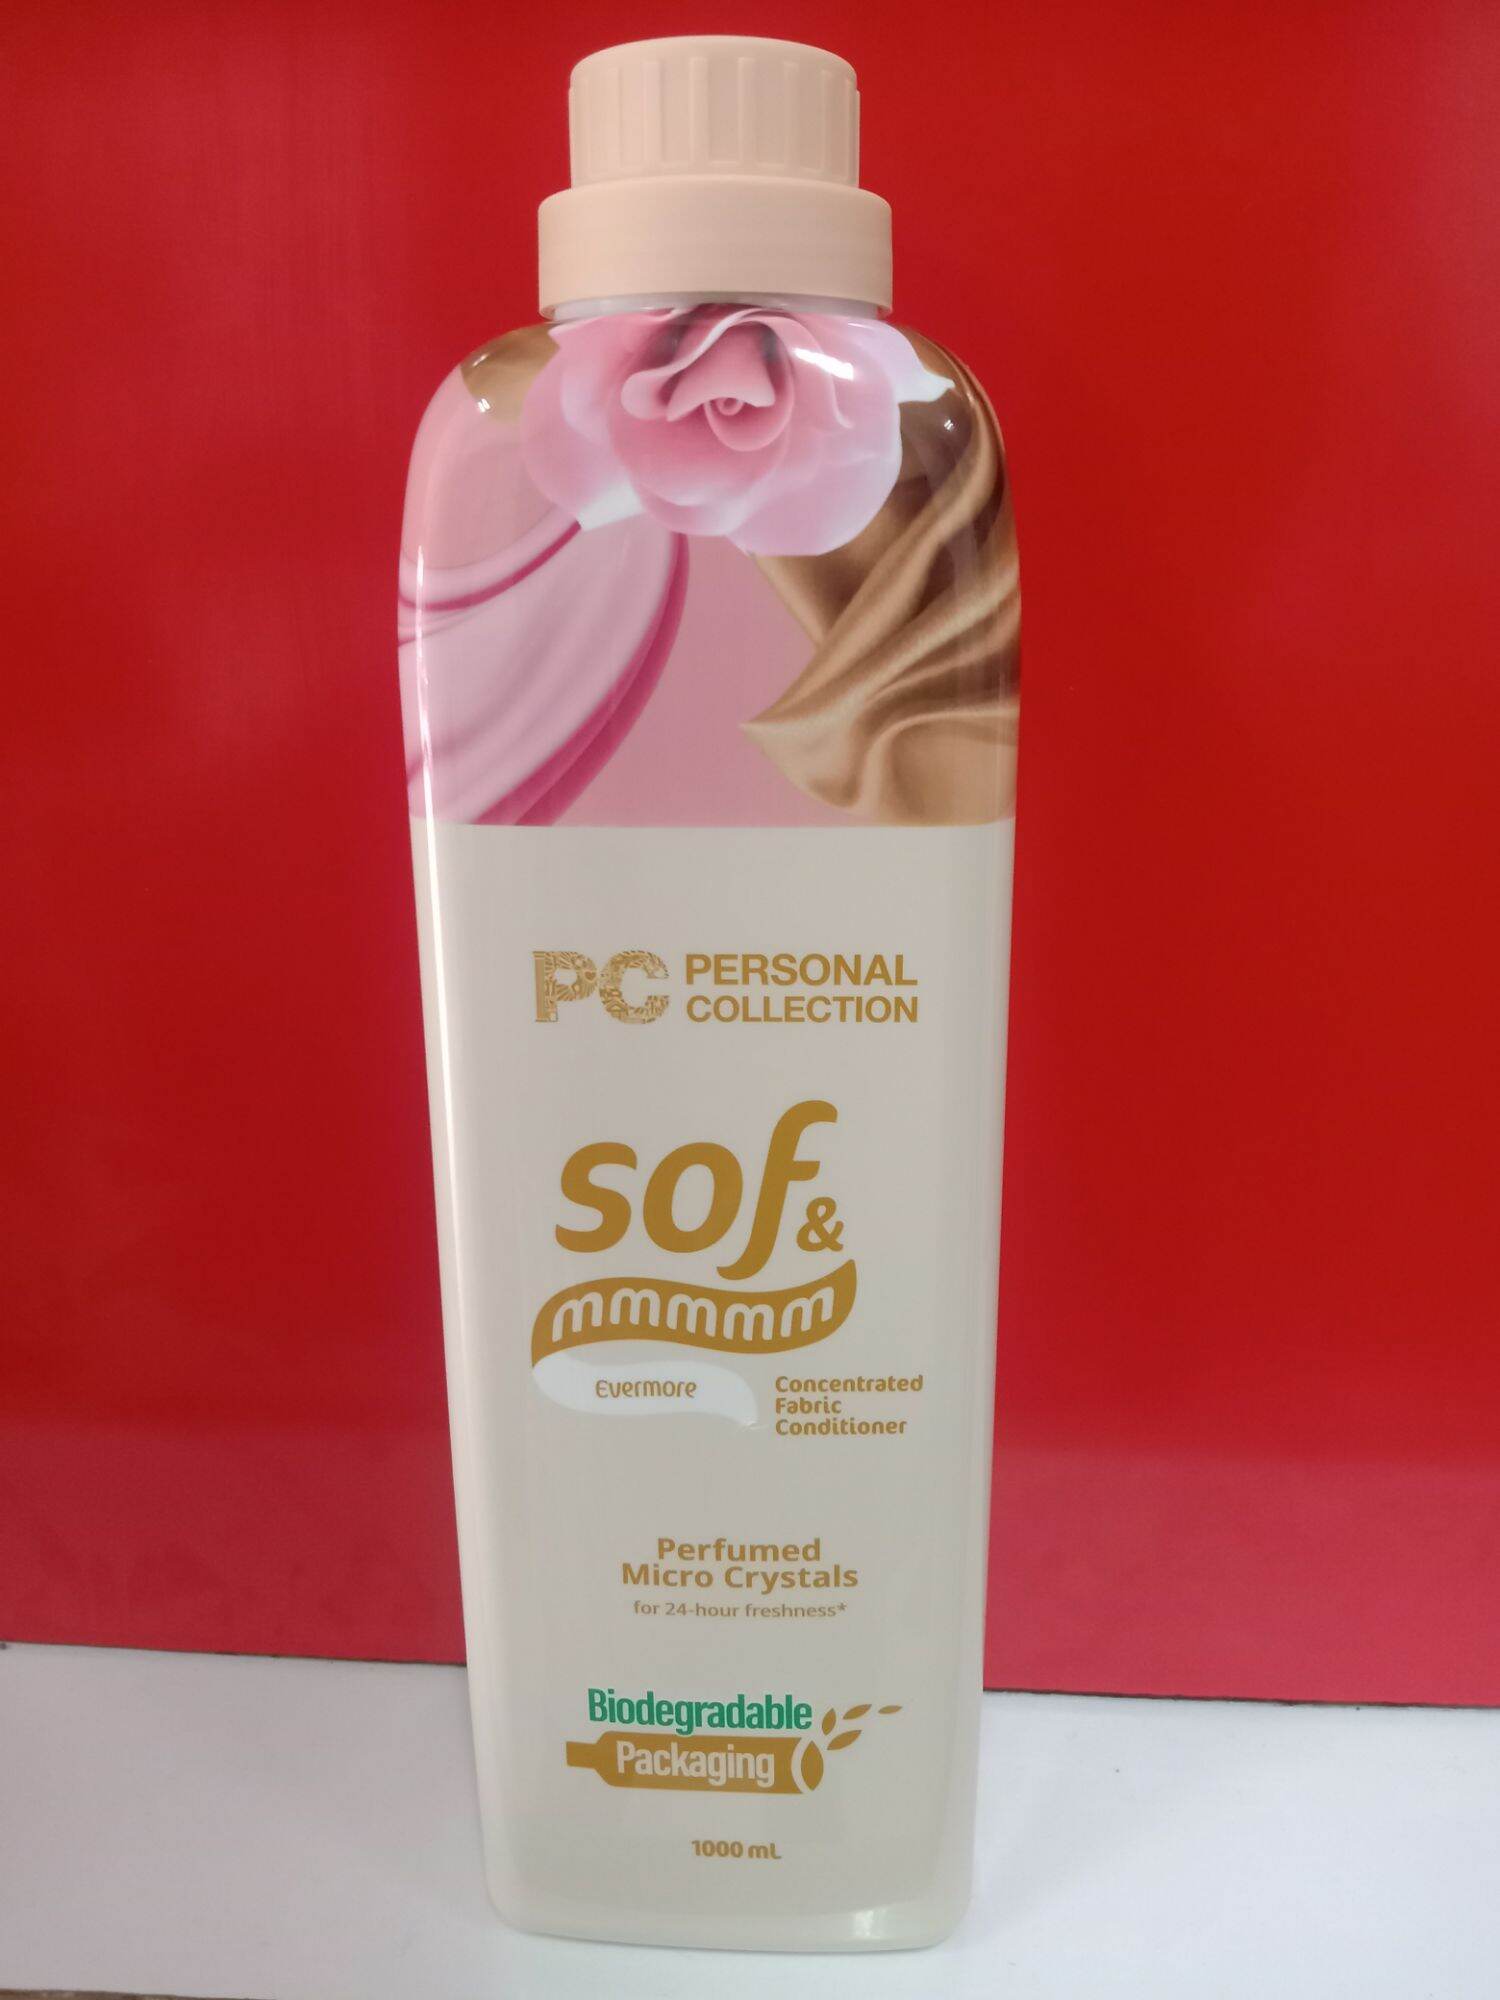 PC PERSONAL
COLLECTION
sof &
mmmmm
Evermore
Concentrated
Fabric
Conditioner
Perfumed
Micro Crystals
for 24-hour freshness*
Biodegradable
Packaging
1000 mL